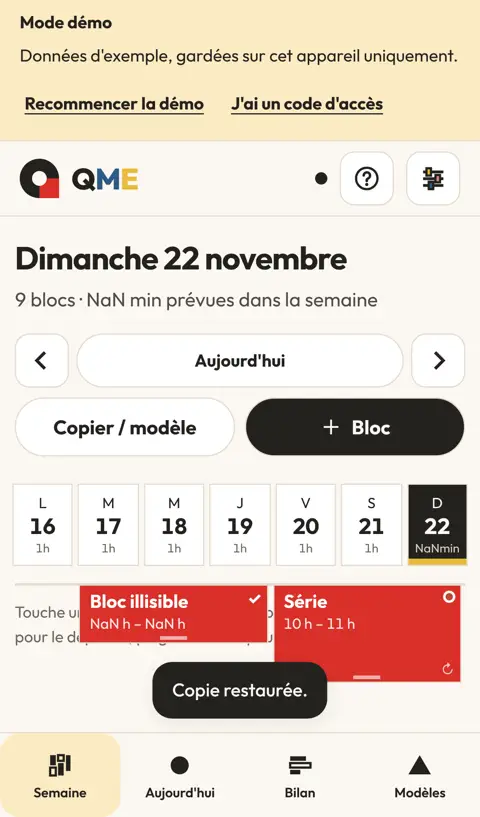 Mode démo
Données d'exemple, gardées sur cet appareil uniquement.
Recommencer la démo J'ai un code d'accès
QME
Dimanche 22 novembre
9 blocs · NaN min prévues dans la semaine
Aujourd'hui
Copier / modèle + Bloc
L M M J V S D
16 17 18 19 20 21 22
1h 1h 1h 1h 1h 1h NaNmin
Bloc illisible Série
Touche
NaN h – NaN h 10 h – 11 h
pour le
Copie restaurée.
Semaine Aujourd'hui Bilan Modèles